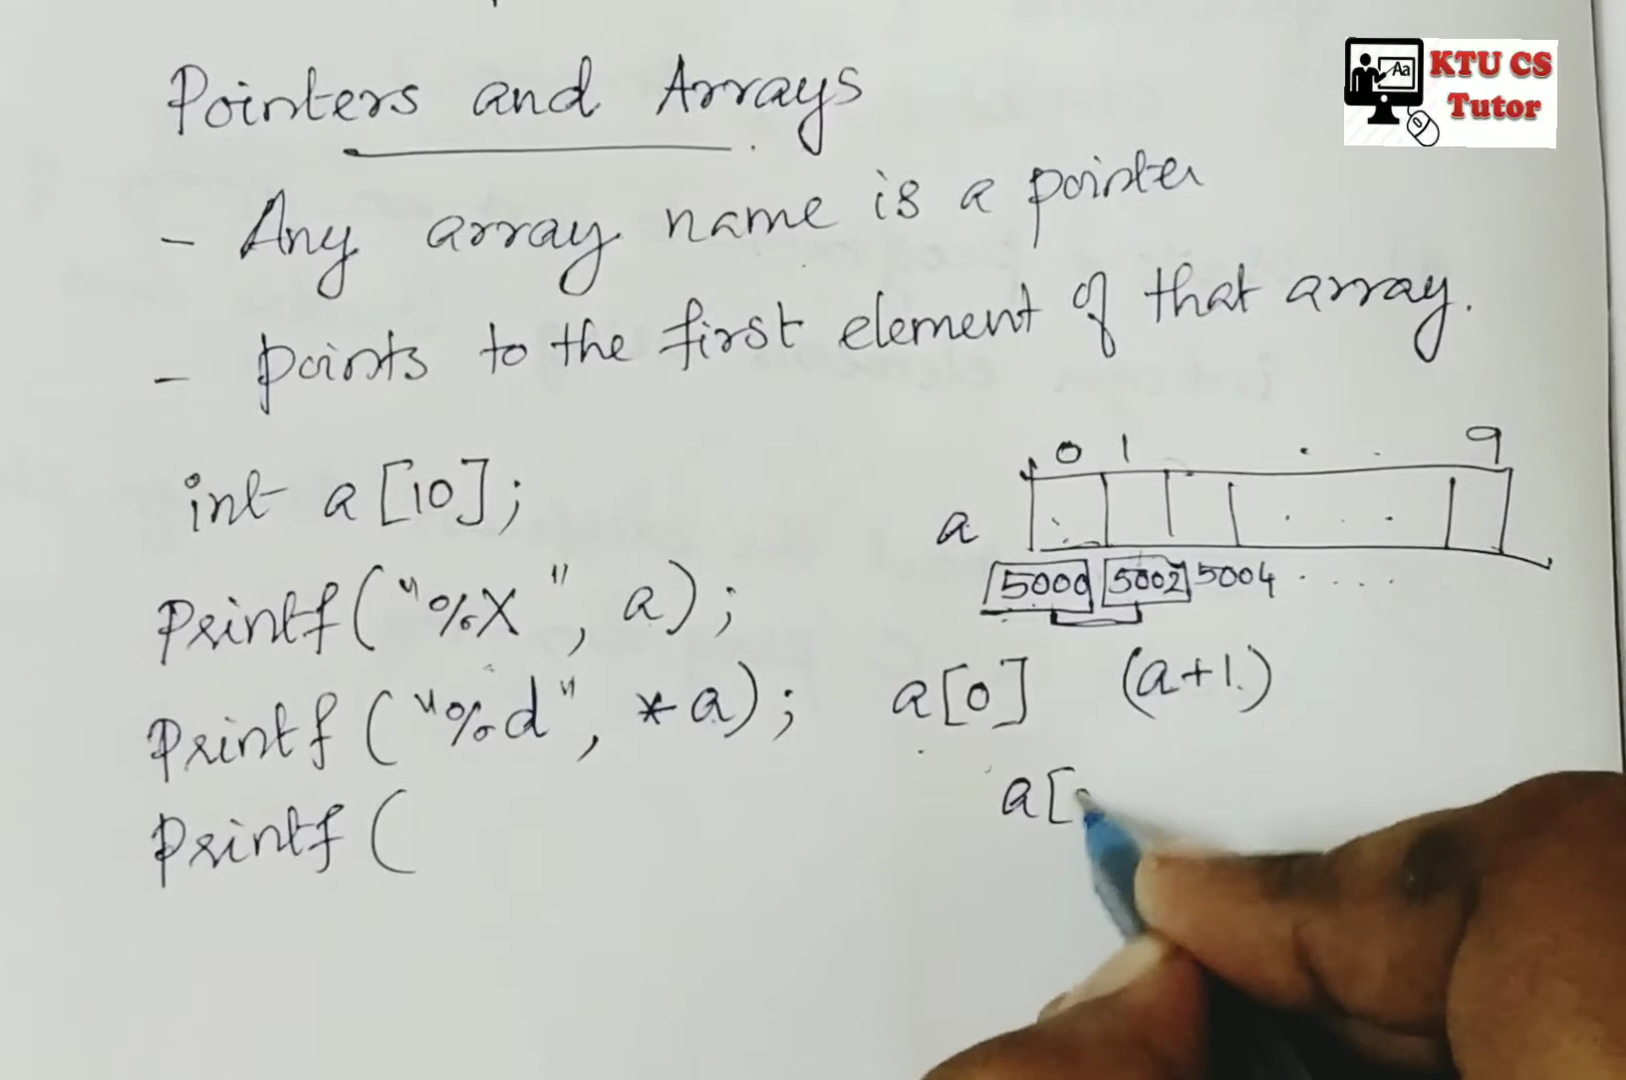 Aa KTU CS
Tutor
Pointers and Arrays
- Any array name is a pointer
- points to the first element of that array.
int a[10];
0 1 . . 9
a . . .
5000 5002 5004 . . . . .
printf("%X", a);
printf("%d", *a); a[0] (a+1)
printf( a[